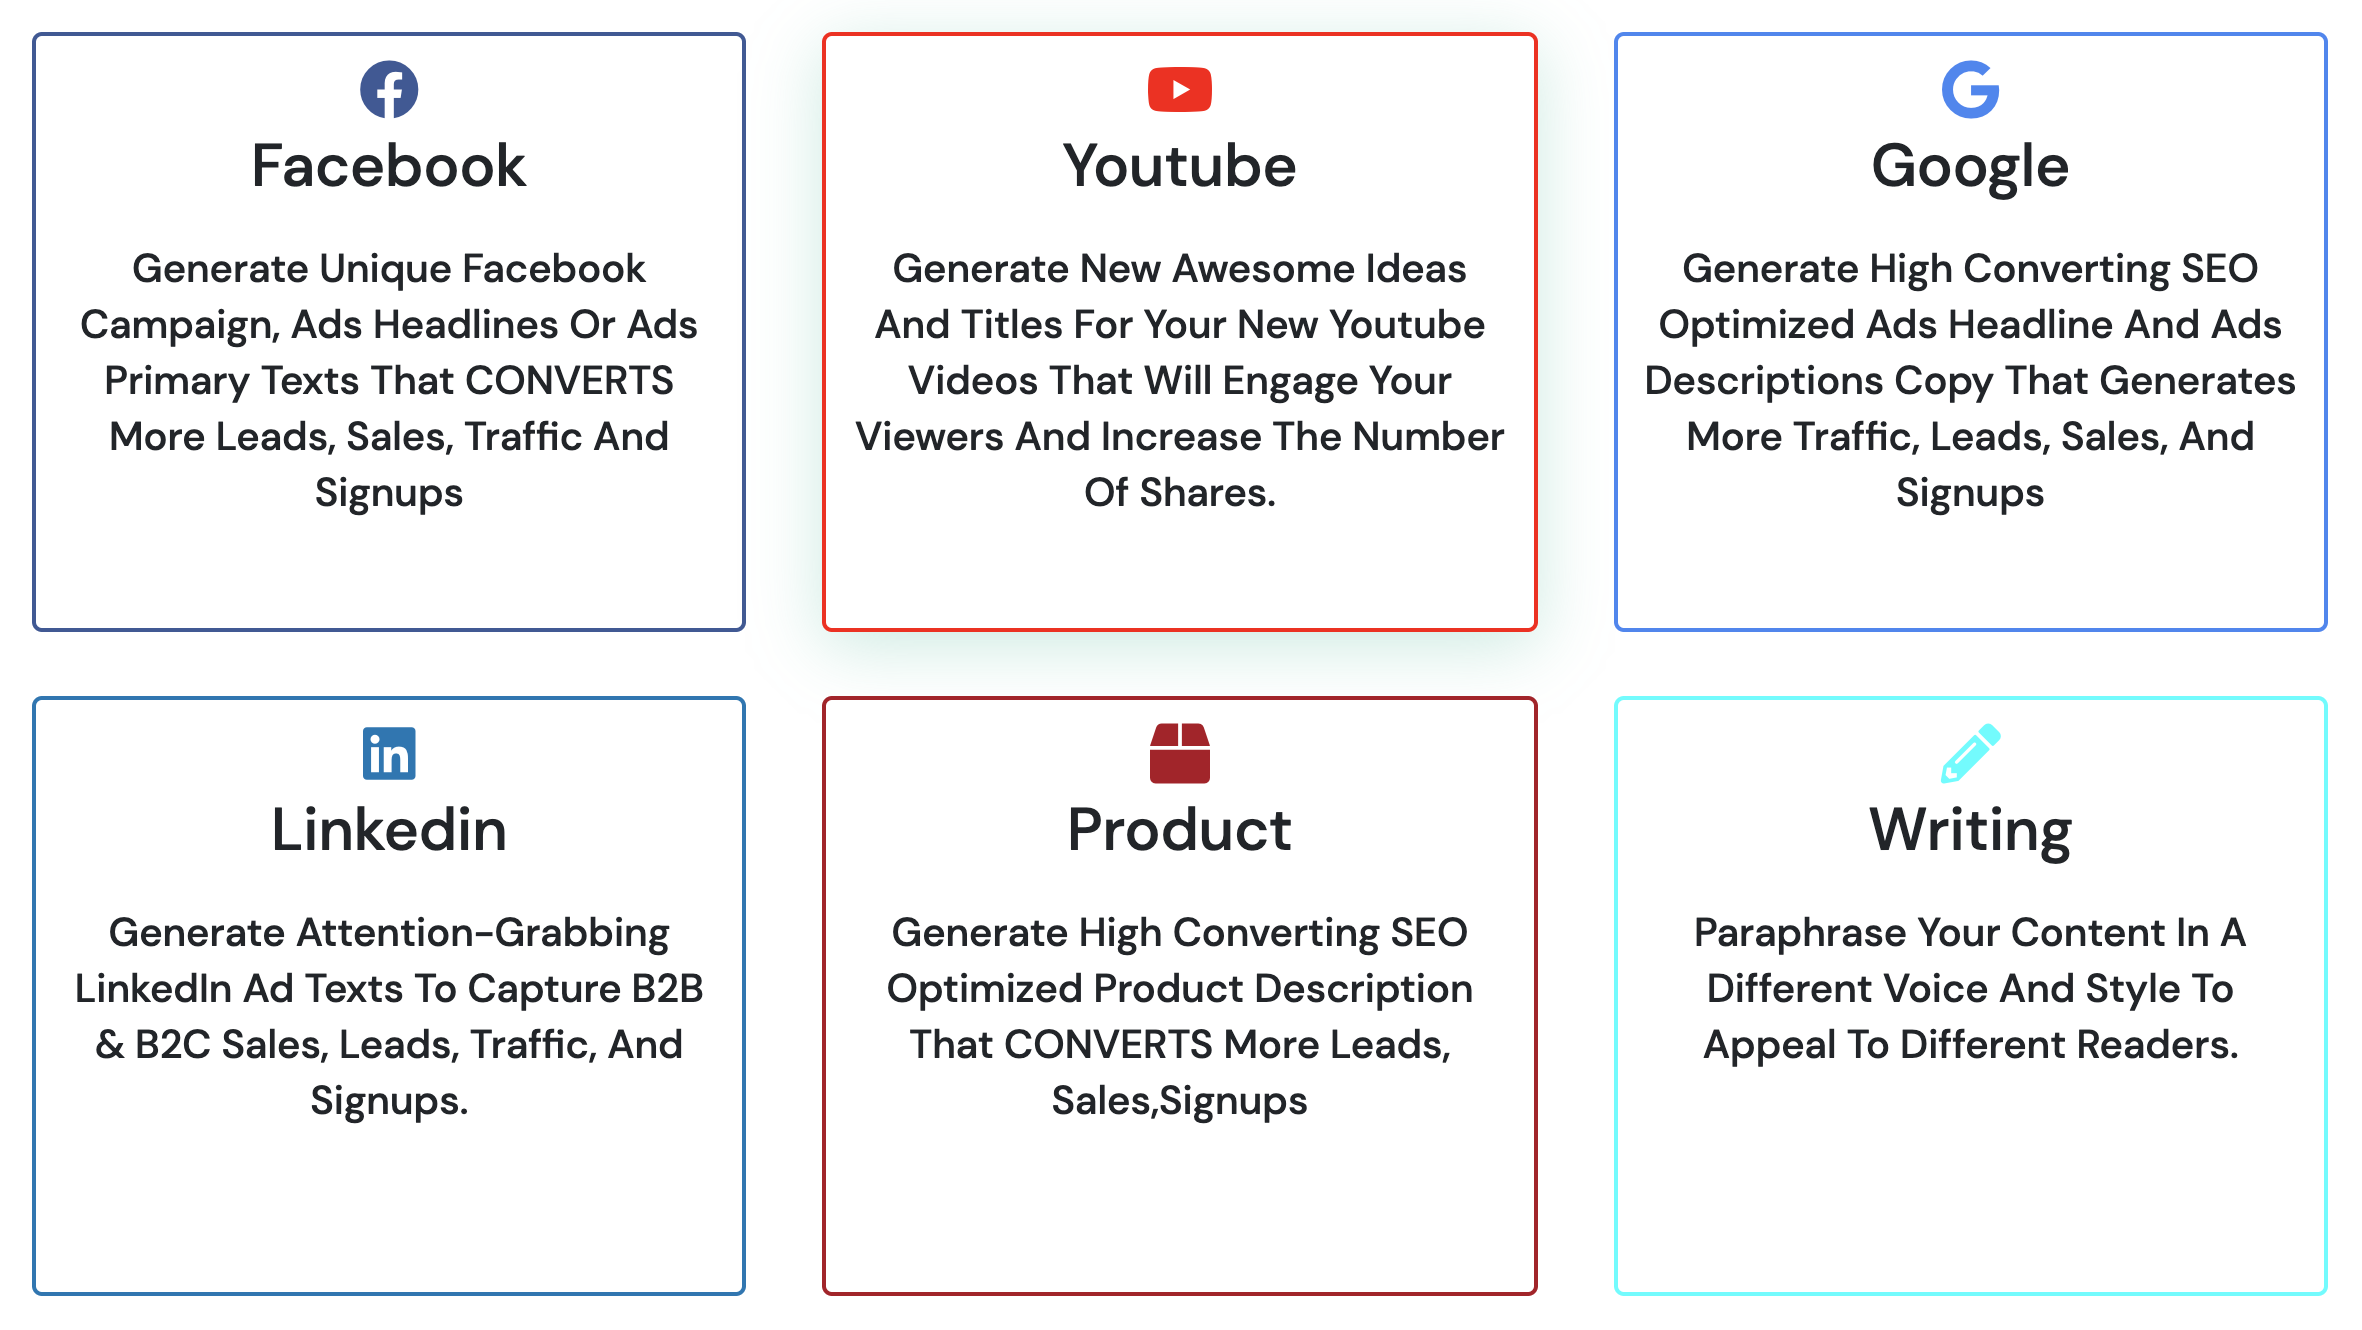 Facebook
Generate Unique Facebook
Campaign, Ads Headlines Or Ads
Primary Texts That CONVERTS
More Leads, Sales, Traffic And
Signups
Youtube
Generate New Awesome Ideas
And Titles For Your New Youtube
Videos That Will Engage Your
Viewers And Increase The Number
Of Shares.
Google
Generate High Converting SEO
Optimized Ads Headline And Ads
Descriptions Copy That Generates
More Traffic, Leads, Sales, And
Signups
Linkedin
Generate Attention-Grabbing
LinkedIn Ad Texts To Capture B2B
& B2C Sales, Leads, Traffic, And
Signups.
Product
Generate High Converting SEO
Optimized Product Description
That CONVERTS More Leads,
Sales,Signups
Writing
Paraphrase Your Content In A
Different Voice And Style To
Appeal To Different Readers.